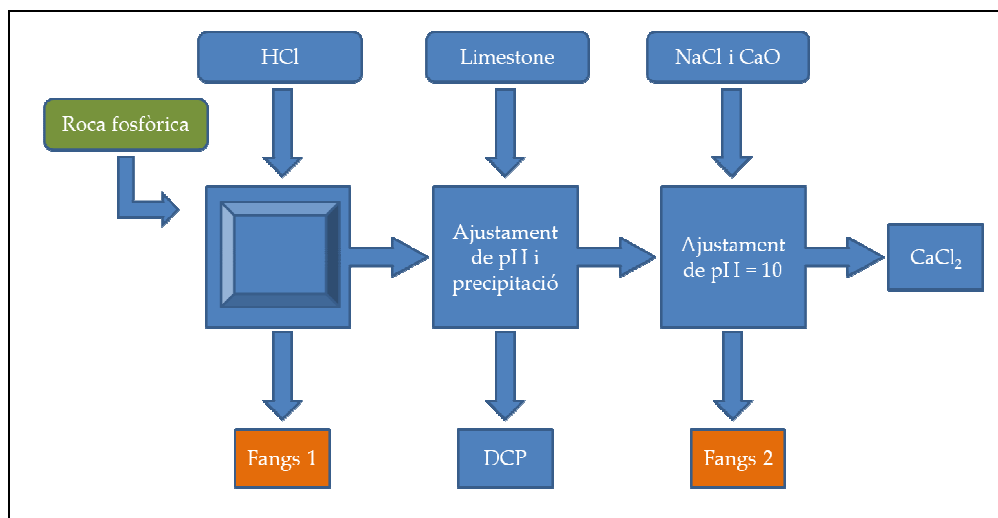 HCl
Limestone
NaCl i CaO
Roca fosfòrica
Ajustament
de pH i
precipitació
Ajustament
de pH = 10
CaCl₂
Fangs 1
DCP
Fangs 2